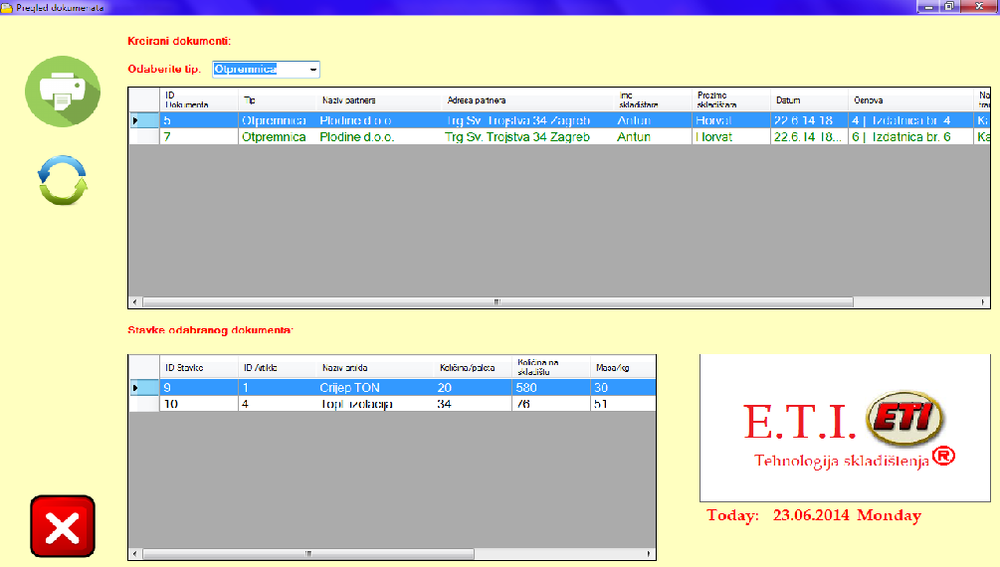 Pregled dokumenata
Kreirani dokumenti:
Odaberite tip: Otpremnica
ID Dokumenta Tip Naziv partnera Adresa partnera Ime skladištara Prezime skladištara Datum Osnova Na
5 Otpremnica Plodine d.o.o. Trg Sv. Trojstva 34 Zagreb Antun Horvat 22.6.14 18... 4 | Izdatnica br. 4 Ka
7 Otpremnica Plodine d.o.o. Trg Sv. Trojstva 34 Zagreb Antun Horvat 22.6.14 18... 6 | Izdatnica br. 6 Ka
Stavke odabranog dokumenta:
ID Stavke ID Artikla Naziv artikla Količina/paleta Količina na skladištu Masa/kg
9 1 Crijep TON 20 580 30
10 4 Topl. izolacija 34 76 51
E.T.I. ETI
Tehnologija skladištenja ®
Today: 23.06.2014 Monday